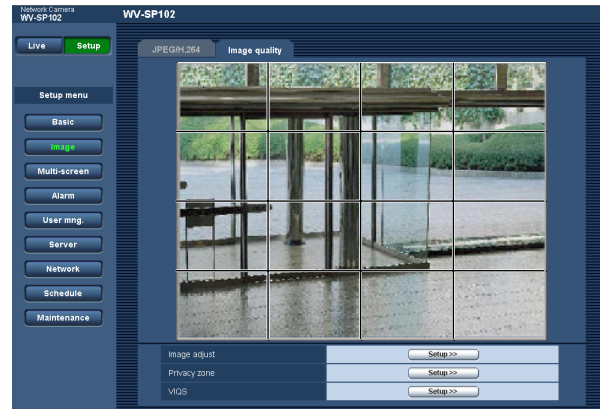 Network Camera
WV-SP102
WV-SP102
Live
Setup
JPEG/H.264
Image quality
Setup menu
Basic
Image
Multi-screen
Alarm
User mng.
Server
Network
Schedule
Maintenance
Image adjust
Setup >>
Privacy zone
Setup >>
VIQS
Setup >>